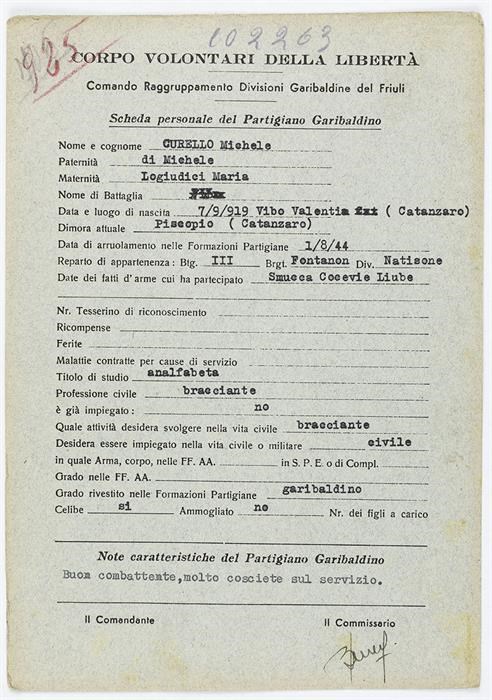 925
102263
CORPO VOLONTARI DELLA LIBERTÀ
Comando Raggruppamento Divisioni Garibaldine del Friuli
Scheda personale del Partigiano Garibaldino
Nome e cognome CURELLO Michele
Paternità di Michele
Maternità Logiudici Maria
Nome di Battaglia
Data e luogo di nascita 7/9/919 Vibo Valentia ( Catanzaro)
Dimora attuale Piscopio ( Catanzaro)
Data di arruolamento nelle Formazioni Partigiane 1/8/44
Reparto di appartenenza: Btg. III Brgt. Fontanon Div. Natisone
Date dei fatti d'arme cui ha partecipato Smucca Cocevie Liube
Nr. Tesserino di riconoscimento
Ricompense
Ferite
Malattie contratte per cause di servizio
Titolo di studio analfabeta
Professione civile bracciante
è già impiegato: no
Quale attività desidera svolgere nella vita civile bracciante
Desidera essere impiegato nella vita civile o militare civile
in quale Arma, corpo, nelle FF. AA. in S. P. E. o di Compl.
Grado nelle FF. AA.
Grado rivestito nelle Formazioni Partigiane garibaldino
Celibe si Ammogliato no Nr. dei figli a carico
Note caratteristiche del Partigiano Garibaldino
Buon combattente,molto cosciete sul servizio.
Il Comandante Il Commissario